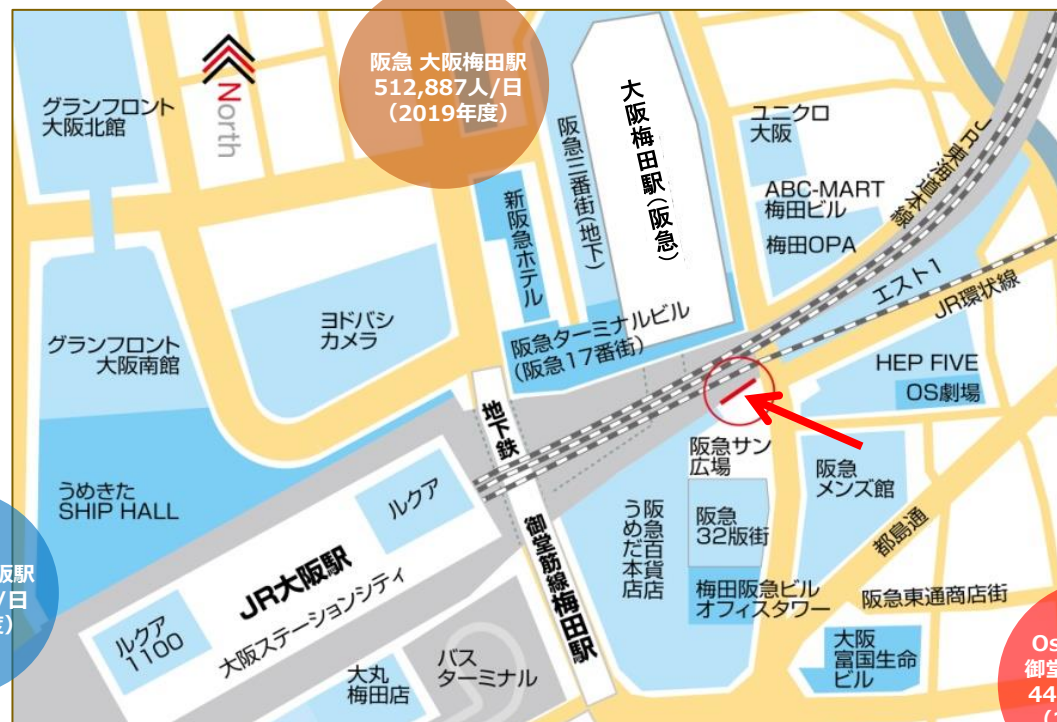 阪急 大阪梅田駅
512,887人/日
（2019年度）
North
グランフロント
大阪北館
大阪梅田駅(阪急)
阪急三番街(地下)
新阪急ホテル
ユニクロ
大阪
ABC-MART
梅田ビル
梅田OPA
JR東海道本線
エスト1
JR環状線
グランフロント
大阪南館
ヨドバシ
カメラ
阪急ターミナルビル
(阪急17番街)
HEP FIVE
OS劇場
地下鉄
御堂筋線梅田駅
阪急サン
広場
阪急
メンズ館
うめきた
SHIP HALL
ルクア
阪急百貨店
うめだ本店
阪急
32版街
都島通
JR大阪駅
大阪ステーションシティ
梅田阪急ビル
オフィスタワー
阪急東通商店街
ルクア
1100
大丸
梅田店
バス
ターミナル
大阪
富国生命
ビル
阪駅
/日
Os
御堂
44